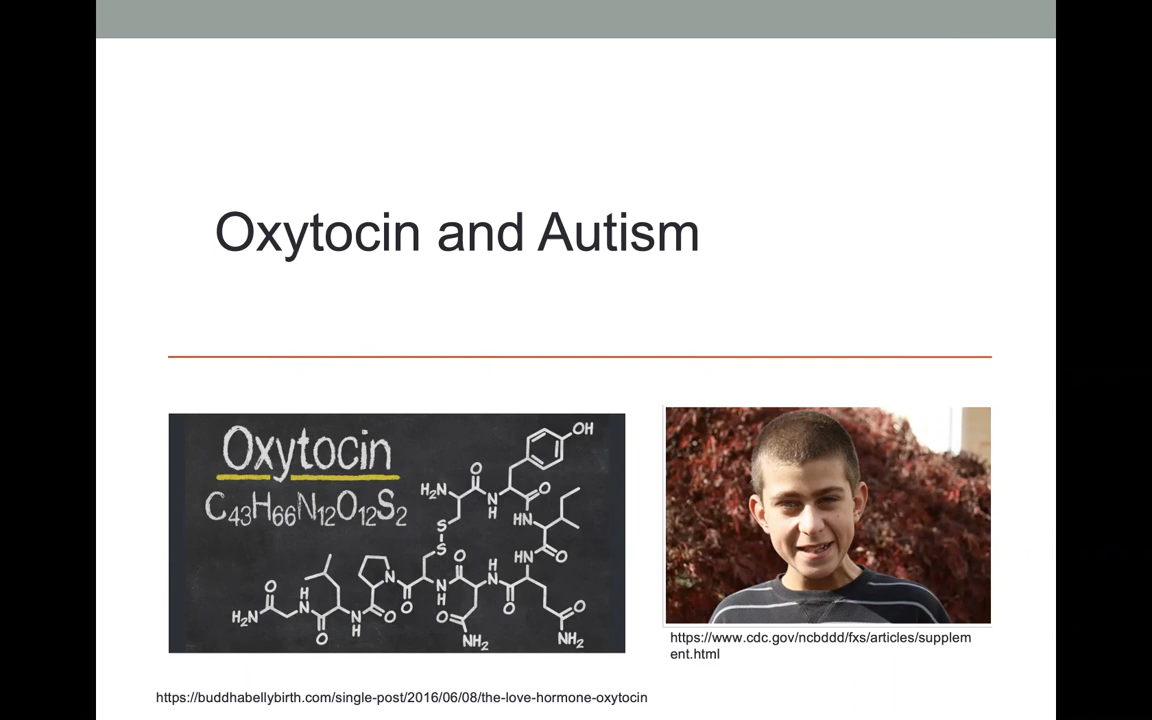 Oxytocin and Autism
Oxytocin
C43H66N12O12S2
OH
O
H2N
N
H
O
HN
S
S
HN
O
O
H
N
N
O
N
H
O
O
H
N
H2N
O
N
H
O
O
NH2
O
NH2
https://www.cdc.gov/ncbddd/fxs/articles/supplem
ent.html
https://buddhabellybirth.com/single-post/2016/06/08/the-love-hormone-oxytocin